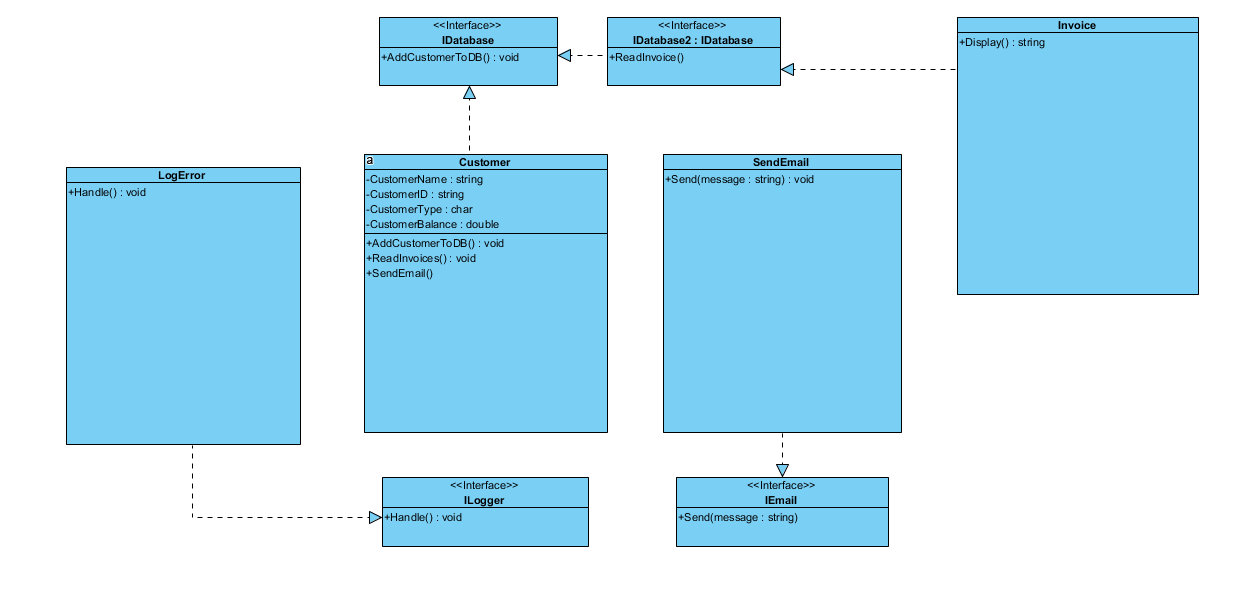 <<Interface>>
IDatabase
+AddCustomerToDB() : void
<<Interface>>
IDatabase2 : IDatabase
+ReadInvoice()
Invoice
+Display() : string
LogError
+Handle() : void
a
Customer
-CustomerName : string
-CustomerID : string
-CustomerType : char
-CustomerBalance : double
+AddCustomerToDB() : void
+ReadInvoices() : void
+SendEmail()
SendEmail
+Send(message : string) : void
<<Interface>>
ILogger
+Handle() : void
<<Interface>>
IEmail
+Send(message : string)